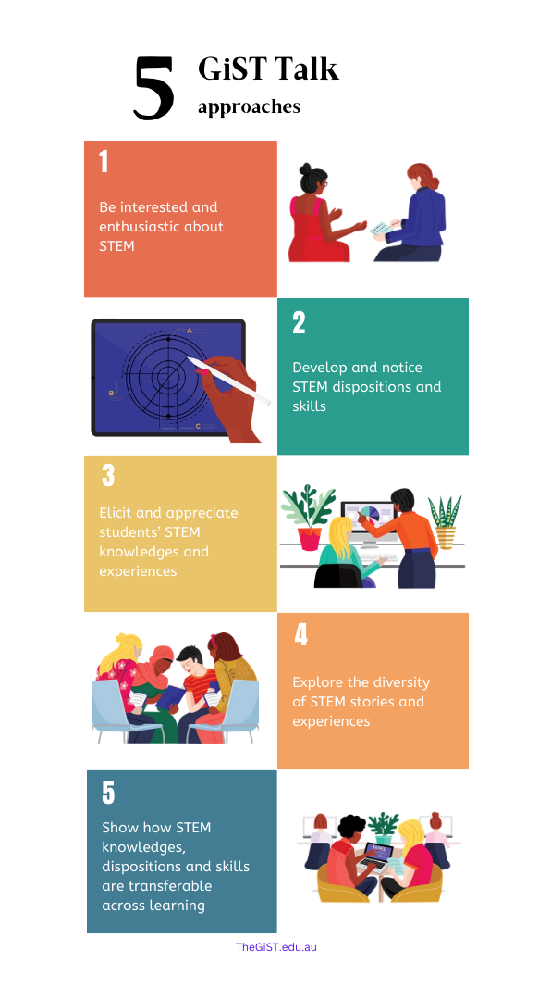 5
GiST Talk
approaches
1
Be interested and
enthusiastic about
STEM
A
B
C
2
Develop and notice
STEM dispositions and
skills
3
Elicit and appreciate
students' STEM
knowledges and
experiences
4
Explore the diversity
of STEM stories and
experiences
5
Show how STEM
knowledges,
dispositions and skills
are transferable
across learning
TheGiST.edu.au